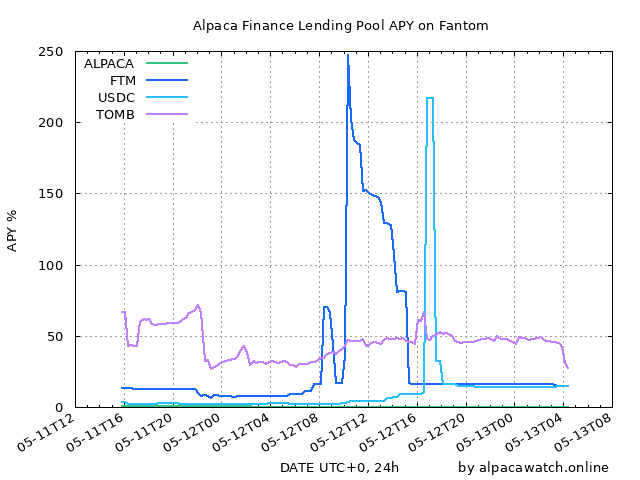 Alpaca Finance Lending Pool APY on Fantom
250
200
150
100
50
0
APY %
ALPACA
FTM
USDC
TOMB
05-11T12
05-11T16
05-11T20
05-12T00
05-12T04
05-12T08
05-12T12
05-12T16
05-12T20
05-13T00
05-13T04
05-13T08
DATE UTC+0, 24h
by alpacawatch.online